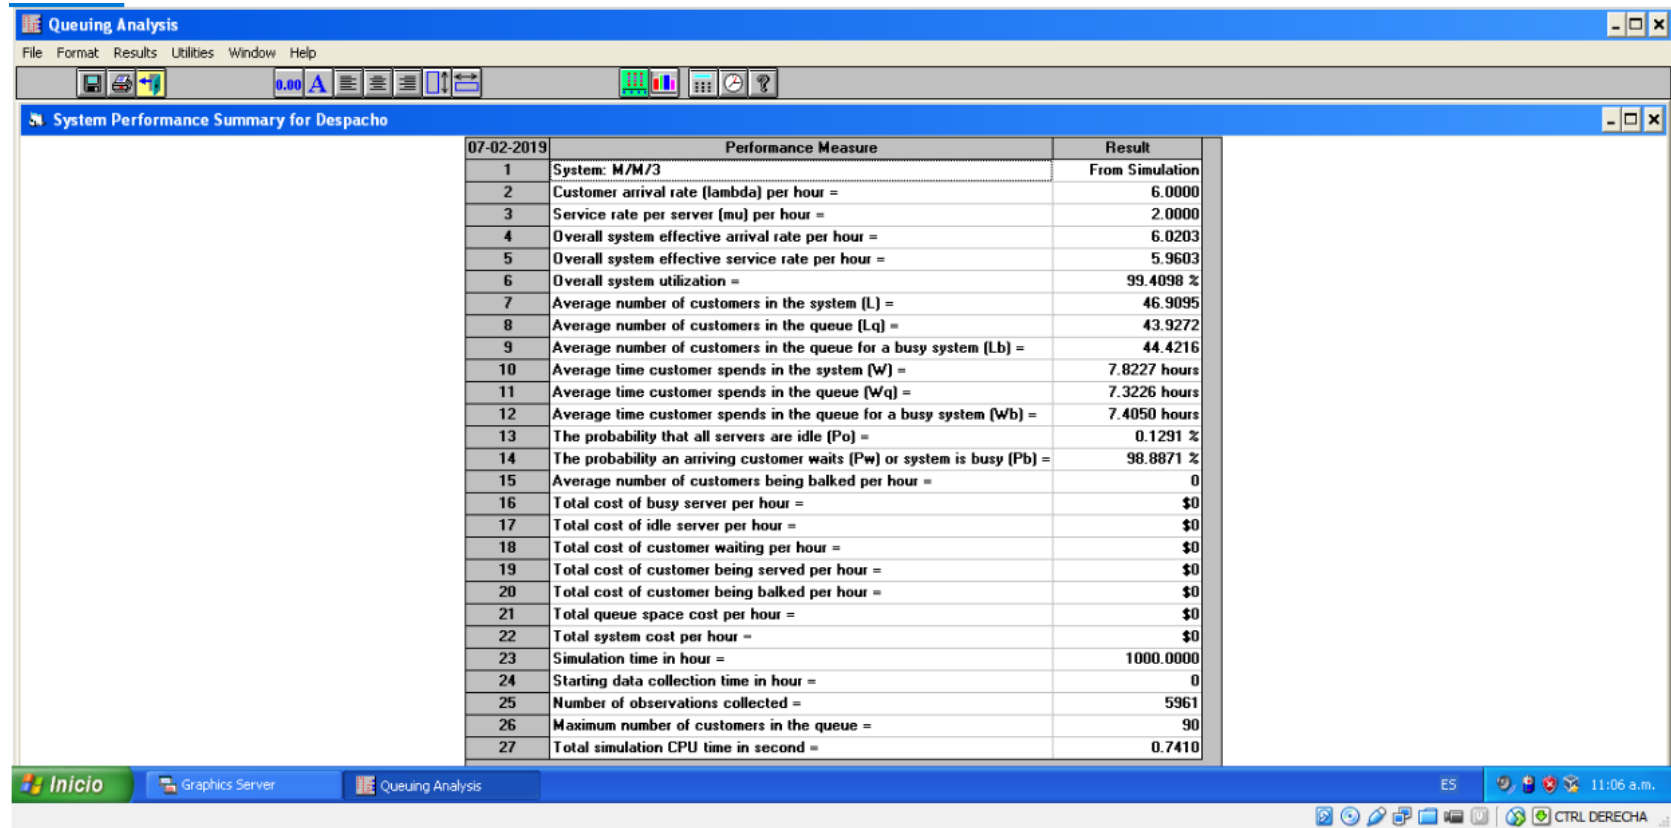 Queuing Analysis
File Format Results Utilities Window Help
0.00 A
System Performance Summary for Despacho
07-02-2019 Performance Measure Result
1 System: M/M/3 From Simulation
2 Customer arrival rate (lambda) per hour = 6.0000
3 Service rate per server (mu) per hour = 2.0000
4 Overall system effective arrival rate per hour = 6.0203
5 Overall system effective service rate per hour = 5.9603
6 Overall system utilization = 99.4098 %
7 Average number of customers in the system (L) = 46.9095
8 Average number of customers in the queue (Lq) = 43.9272
9 Average number of customers in the queue for a busy system (Lb) = 44.4216
10 Average time customer spends in the system (W) = 7.8227 hours
11 Average time customer spends in the queue (Wq) = 7.3226 hours
12 Average time customer spends in the queue for a busy system (Wb) = 7.4050 hours
13 The probability that all servers are idle (Po) = 0.1291 %
14 The probability an arriving customer waits (Pw) or system is busy (Pb) = 98.8871 %
15 Average number of customers being balked per hour = 0
16 Total cost of busy server per hour = $0
17 Total cost of idle server per hour = $0
18 Total cost of customer waiting per hour = $0
19 Total cost of customer being served per hour = $0
20 Total cost of customer being balked per hour = $0
21 Total queue space cost per hour = $0
22 Total system cost per hour = $0
23 Simulation time in hour = 1000.0000
24 Starting data collection time in hour = 0
25 Number of observations collected = 5961
26 Maximum number of customers in the queue = 90
27 Total simulation CPU time in second = 0.7410
Inicio Graphics Server Queuing Analysis ES 11:06 a.m.
CTRL DERECHA